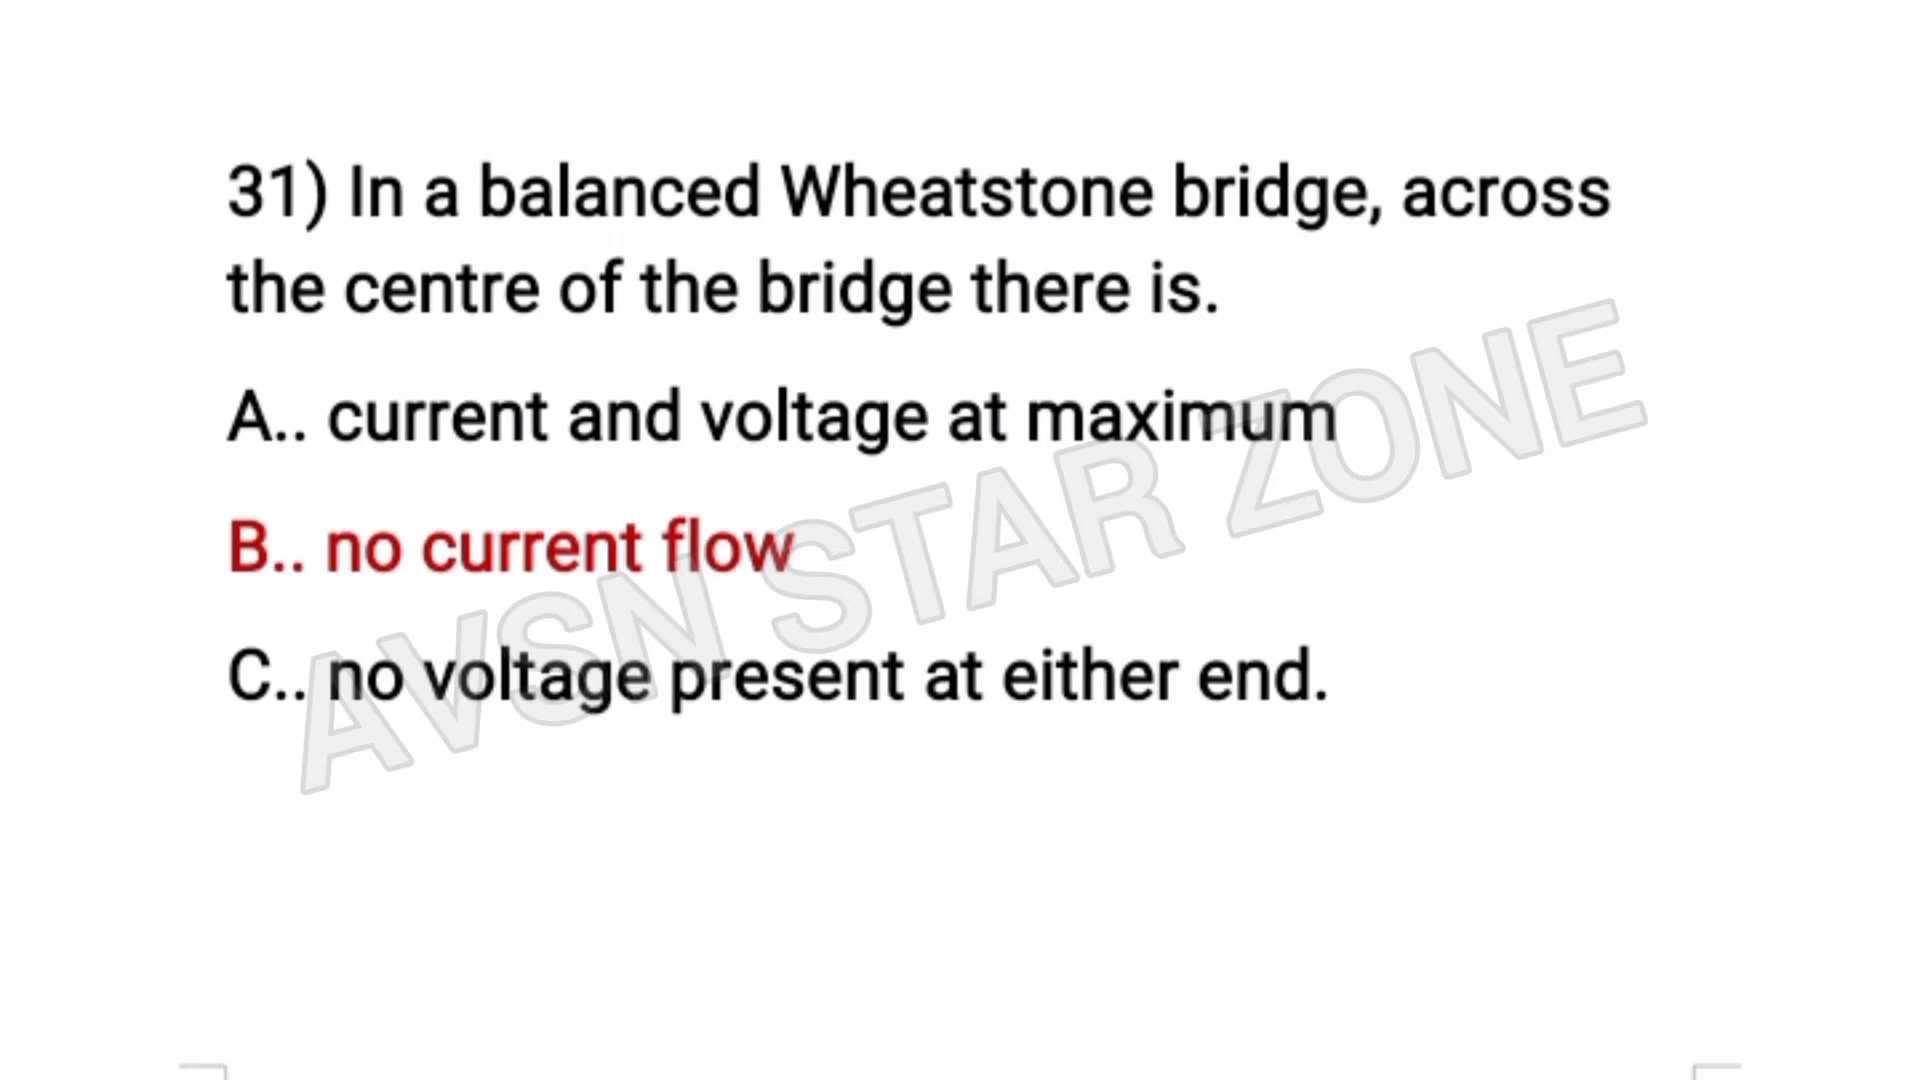 31) In a balanced Wheatstone bridge, across
the centre of the bridge there is.
A.. current and voltage at maximum
B.. no current flow
C.. no voltage present at either end.
AVSN STAR ZONE